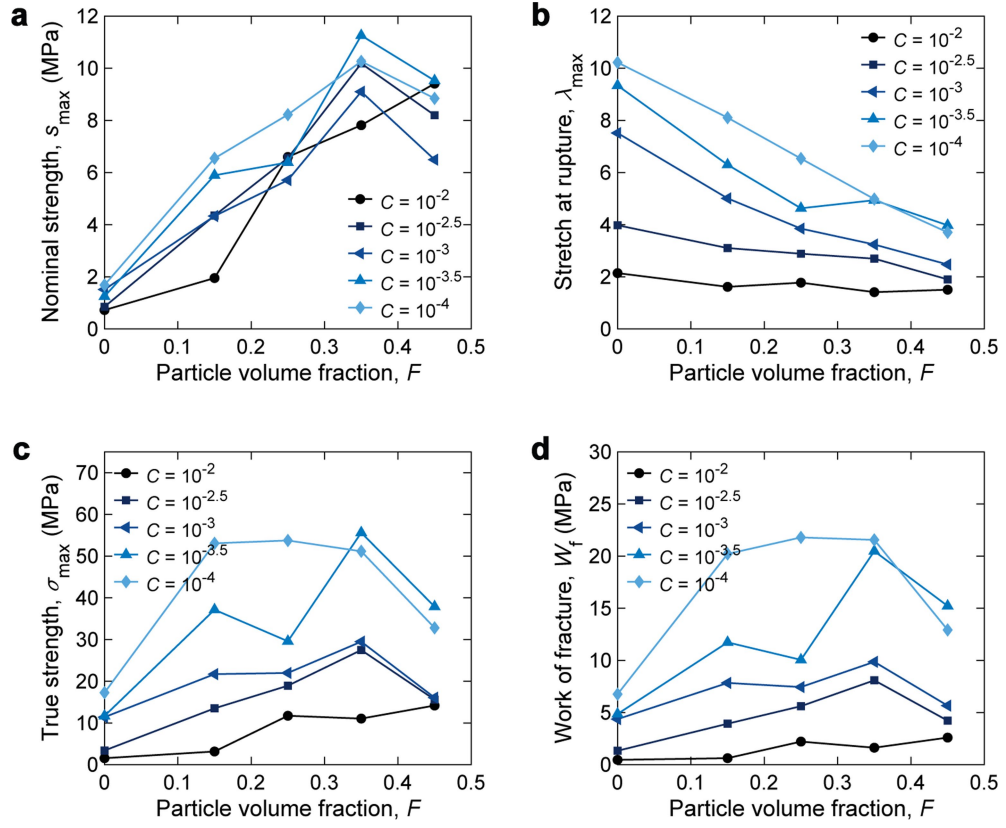 a
Nominal strength, s_max (MPa)
12
10
8
6
4
2
0
0
0.1
0.2
0.3
0.4
0.5
Particle volume fraction, F
C = 10^-2
C = 10^-2.5
C = 10^-3
C = 10^-3.5
C = 10^-4
b
Stretch at rupture, λ_max
12
10
8
6
4
2
0
0
0.1
0.2
0.3
0.4
0.5
Particle volume fraction, F
C = 10^-2
C = 10^-2.5
C = 10^-3
C = 10^-3.5
C = 10^-4
c
True strength, σ_max (MPa)
70
60
50
40
30
20
10
0
0
0.1
0.2
0.3
0.4
0.5
Particle volume fraction, F
C = 10^-2
C = 10^-2.5
C = 10^-3
C = 10^-3.5
C = 10^-4
d
Work of fracture, W_f (MPa)
30
25
20
15
10
5
0
0
0.1
0.2
0.3
0.4
0.5
Particle volume fraction, F
C = 10^-2
C = 10^-2.5
C = 10^-3
C = 10^-3.5
C = 10^-4